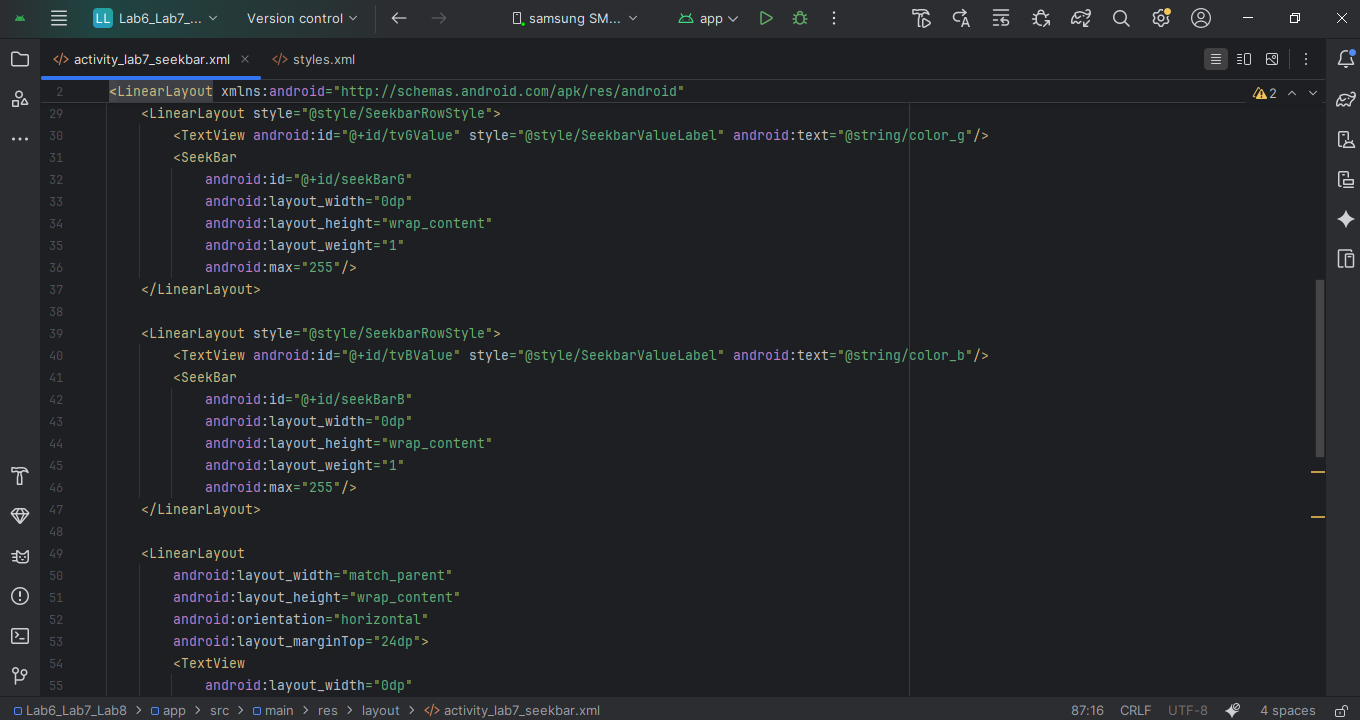 LL Lab6_Lab7_... Version control samsung SM... app
activity_lab7_seekbar.xml styles.xml
2 <LinearLayout xmlns:android="http://schemas.android.com/apk/res/android" 2
29 <LinearLayout style="@style/SeekbarRowStyle">
30 <TextView android:id="@+id/tvGValue" style="@style/SeekbarValueLabel" android:text="@string/color_g"/>
31 <SeekBar
32 android:id="@+id/seekBarG"
33 android:layout_width="0dp"
34 android:layout_height="wrap_content"
35 android:layout_weight="1"
36 android:max="255"/>
37 </LinearLayout>
38
39 <LinearLayout style="@style/SeekbarRowStyle">
40 <TextView android:id="@+id/tvBValue" style="@style/SeekbarValueLabel" android:text="@string/color_b"/>
41 <SeekBar
42 android:id="@+id/seekBarB"
43 android:layout_width="0dp"
44 android:layout_height="wrap_content"
45 android:layout_weight="1"
46 android:max="255"/>
47 </LinearLayout>
48
49 <LinearLayout
50 android:layout_width="match_parent"
51 android:layout_height="wrap_content"
52 android:orientation="horizontal"
53 android:layout_marginTop="24dp">
54 <TextView
55 android:layout_width="0dp"
Lab6_Lab7_Lab8 > app > src > main > res > layout > </> activity_lab7_seekbar.xml 87:16 CRLF UTF-8 4 spaces